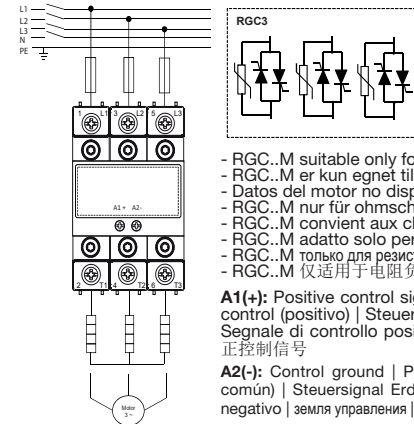 L1
L2
L3
N
PE
1 L1 3 L2 5 L3
A1 + A2-
2 T1 4 T2 6 T3
Motor
3 ~
RGC3
- RGC..M suitable only fo
- RGC..M er kun egnet til
- Datos del motor no disp
- RGC..M nur für ohmsch
- RGC..M convient aux c
- RGC..M adatto solo per
- RGC..M только для резист
- RGC..M 仅适用于电阻负
A1(+): Positive control sig
control (positivo) | Steuer
Segnale di controllo posi
正控制信号
A2(-): Control ground | P
común) | Steuersignal Erd
negativo | земля управления |